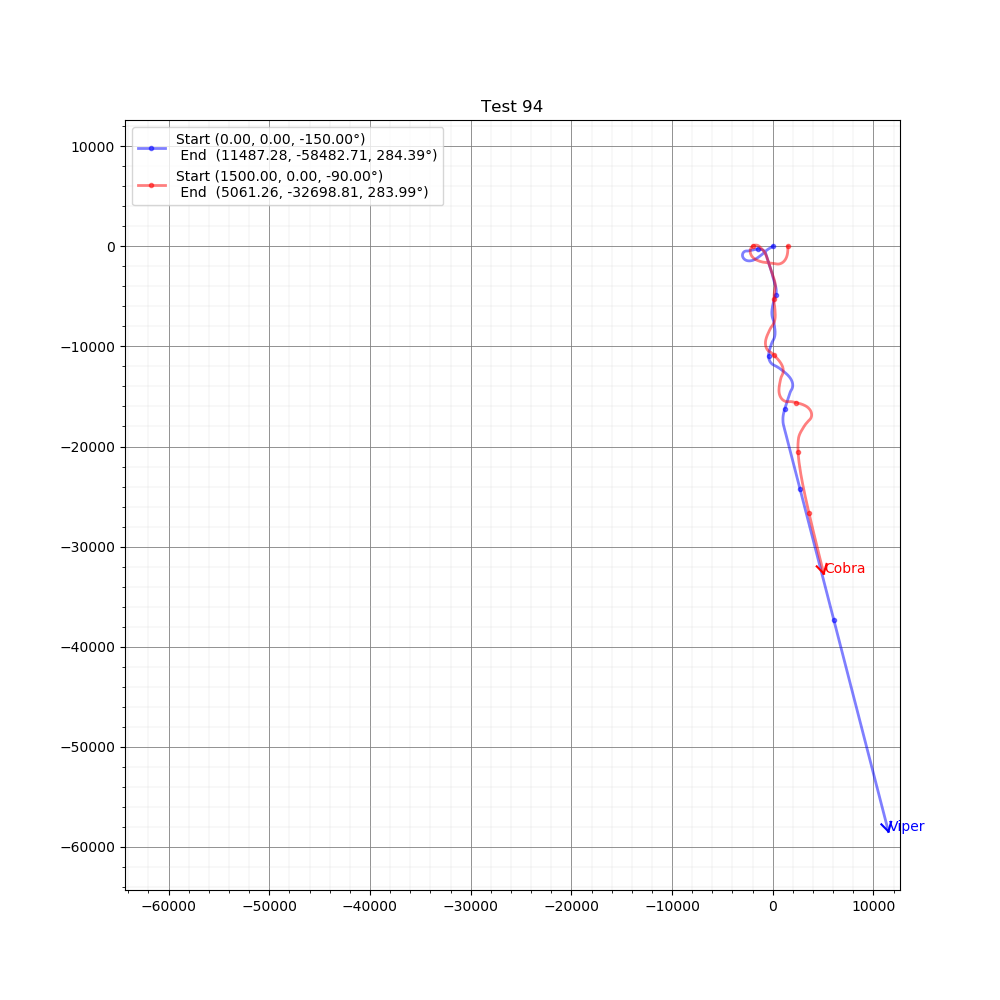 Test 94
Start (0.00, 0.00, -150.00°)
End (11487.28, -58482.71, 284.39°)
Start (1500.00, 0.00, -90.00°)
End (5061.26, -32698.81, 283.99°)
10000
0
−10000
−20000
−30000
−40000
−50000
−60000
Cobra
Viper
−60000
−50000
−40000
−30000
−20000
−10000
0
10000